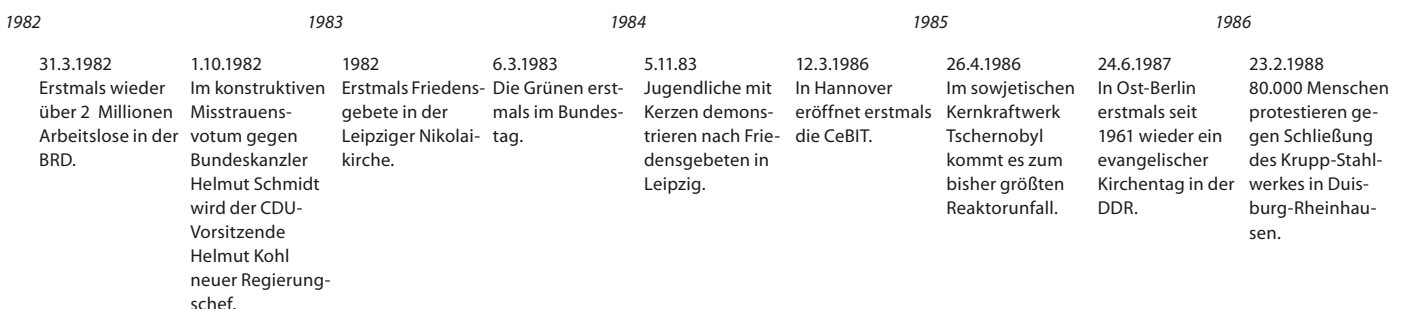 1982
1983
1984
1985
1986
31.3.1982
Erstmals wieder
über 2 Millionen
Arbeitslose in der
BRD.
1.10.1982
Im konstruktiven
Misstrauens-
votum gegen
Bundeskanzler
Helmut Schmidt
wird der CDU-
Vorsitzende
Helmut Kohl
neuer Regierung-
schef.
1982
Erstmals Friedens-
gebete in der
Leipziger Nikolai-
kirche.
6.3.1983
Die Grünen erst-
mals im Bundes-
tag.
5.11.83
Jugendliche mit
Kerzen demons-
trieren nach Frie-
densgebeten in
Leipzig.
12.3.1986
In Hannover
eröffnet erstmals
die CeBIT.
26.4.1986
Im sowjetischen
Kernkraftwerk
Tschernobyl
kommt es zum
bisher größten
Reaktorunfall.
24.6.1987
In Ost-Berlin
erstmals seit
1961 wieder ein
evangelischer
Kirchentag in der
DDR.
23.2.1988
80.000 Menschen
protestieren ge-
gen Schließung
des Krupp-Stahl-
werkes in Duis-
burg-Rheinhau-
sen.